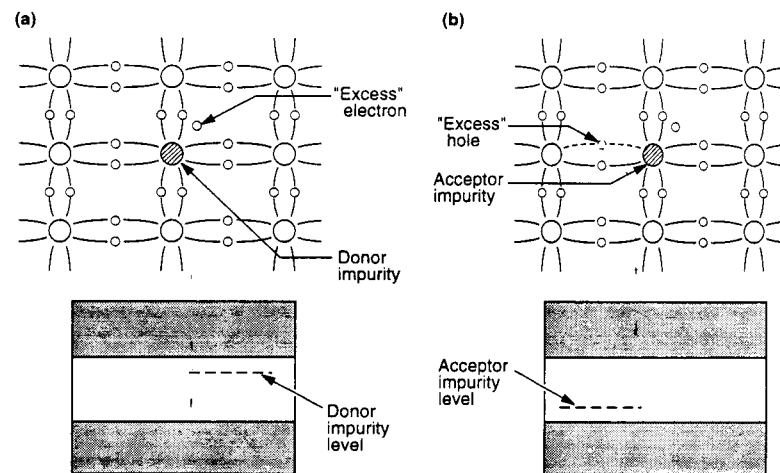 (a)
"Excess"
electron
Donor
impurity
Donor
impurity
level
(b)
"Excess"
hole
Acceptor
impurity
Acceptor
impurity
level